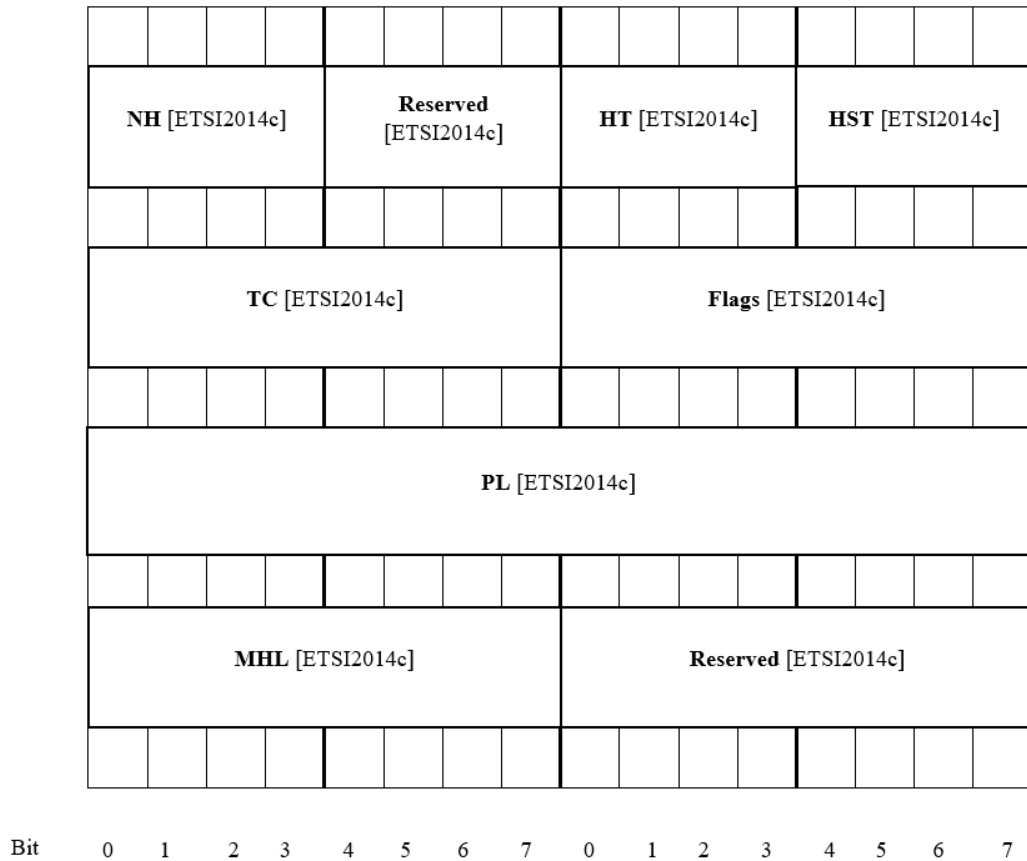 NH [ETSI2014c]
Reserved
[ETSI2014c]
HT [ETSI2014c]
HST [ETSI2014c]
TC [ETSI2014c]
Flags [ETSI2014c]
PL [ETSI2014c]
MHL [ETSI2014c]
Reserved [ETSI2014c]
Bit 0 1 2 3 4 5 6 7 0 1 2 3 4 5 6 7